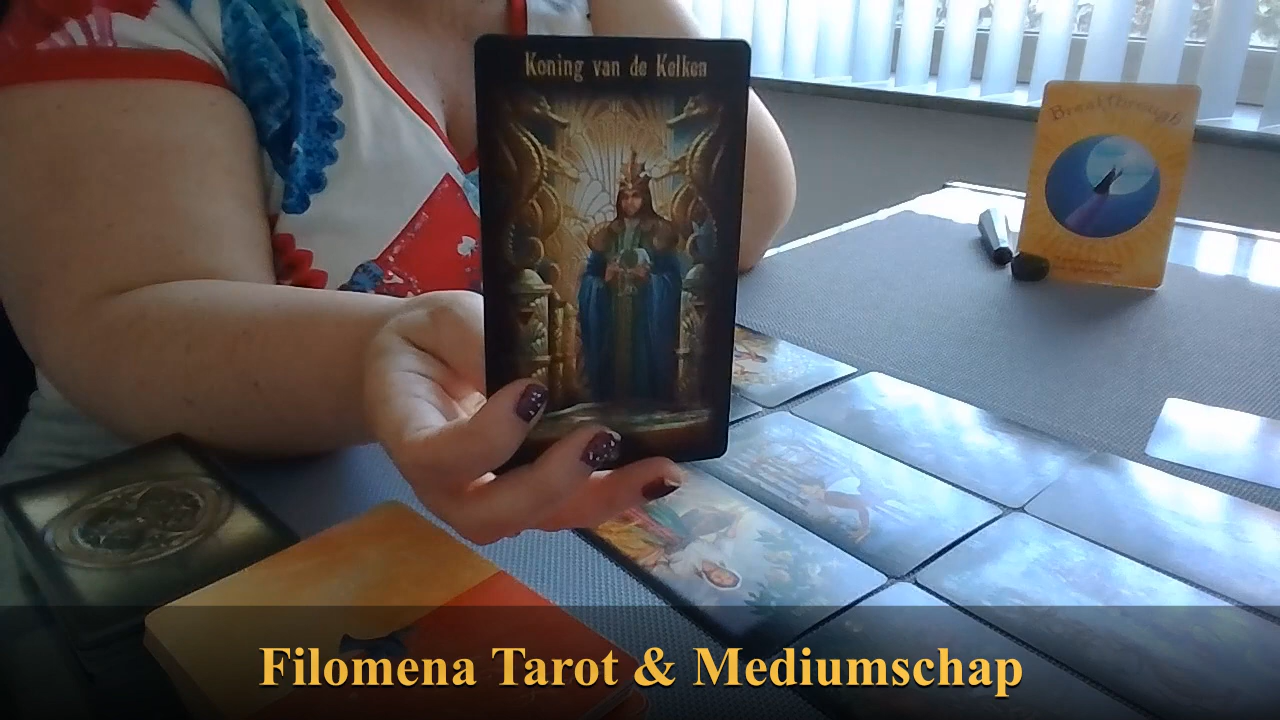 Koning van de Kelken
Breakthrough
Filomena Tarot & Mediumschap